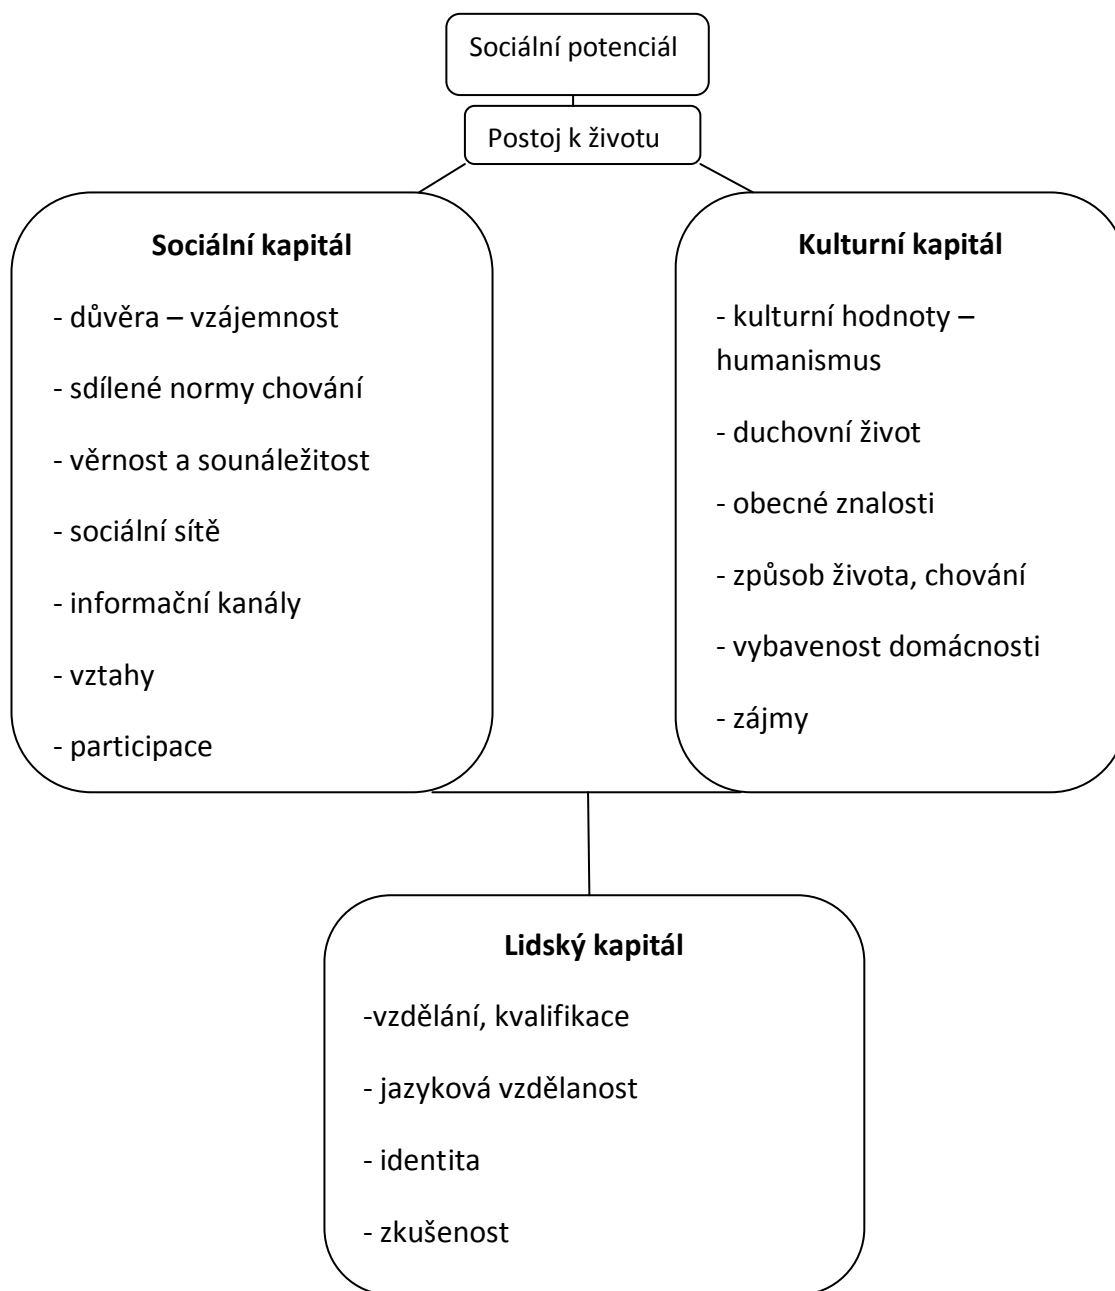 Sociální potenciál
Postoj k životu
Sociální kapitál
- důvěra – vzájemnost
- sdílené normy chování
- věrnost a sounáležitost
- sociální sítě
- informační kanály
- vztahy
- participace
Kulturní kapitál
- kulturní hodnoty –
humanismus
- duchovní život
- obecné znalosti
- způsob života, chování
- vybavenost domácnosti
- zájmy
Lidský kapitál
-vzdělání, kvalifikace
- jazyková vzdělanost
- identita
- zkušenost